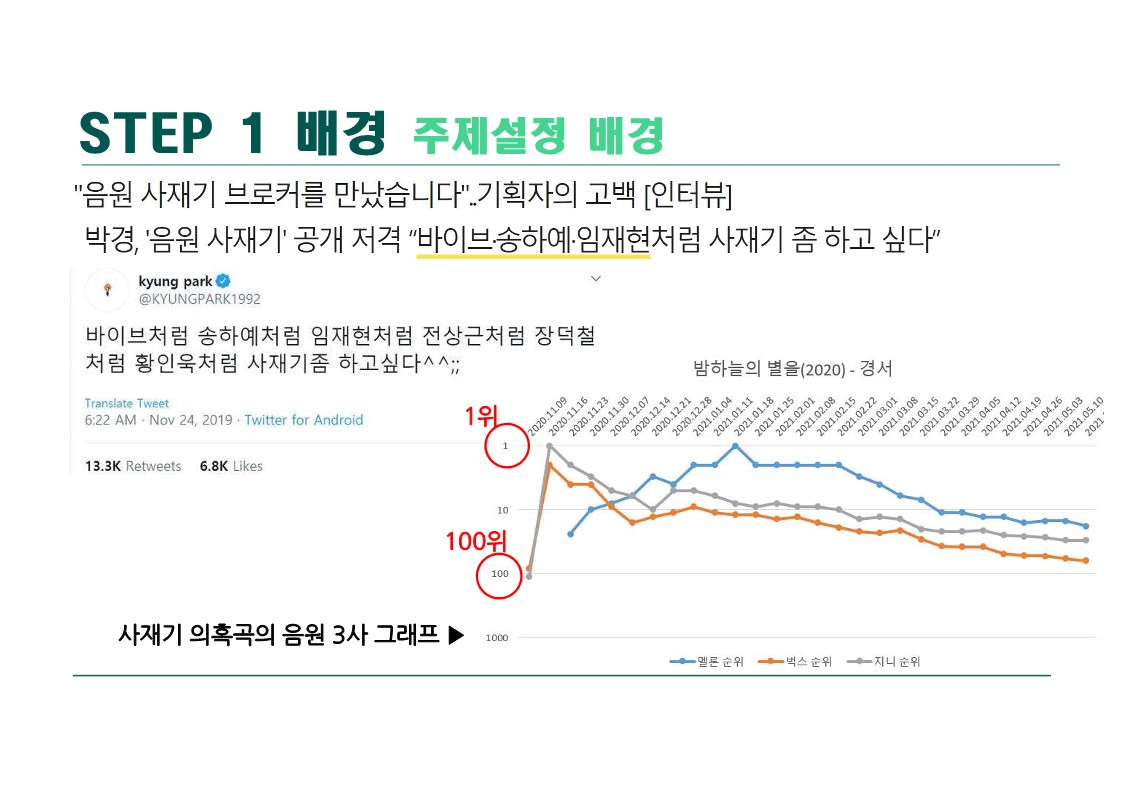 STEP 1 배경 주제설정 배경
"음원 사재기 브로커를 만났습니다"..기획자의 고백 [인터뷰]
박경, '음원 사재기' 공개 저격 “바이브·송하예·임재현처럼 사재기 좀 하고 싶다”
kyung park
@KYUNGPARK1992
바이브처럼 송하예처럼 임재현처럼 전상근처럼 장덕철
처럼 황인욱처럼 사재기좀 하고싶다^^;;
Translate Tweet
6:22 AM · Nov 24, 2019 · Twitter for Android
13.3K Retweets 6.8K Likes
밤하늘의 별을(2020) - 경서
2020.11.09
2020.11.16
2020.11.23
2020.11.30
2020.12.07
2020.12.14
2020.12.21
2020.12.28
2021.01.04
2021.01.11
2021.01.18
2021.01.25
2021.02.01
2021.02.08
2021.02.15
2021.02.22
2021.03.01
2021.03.08
2021.03.15
2021.03.22
2021.03.29
2021.04.05
2021.04.12
2021.04.19
2021.04.26
2021.05.03
2021.05.10
1위
1
10
100위
100
1000
사재기 의혹곡의 음원 3사 그래프 ▶
멜론 순위 벅스 순위 지니 순위